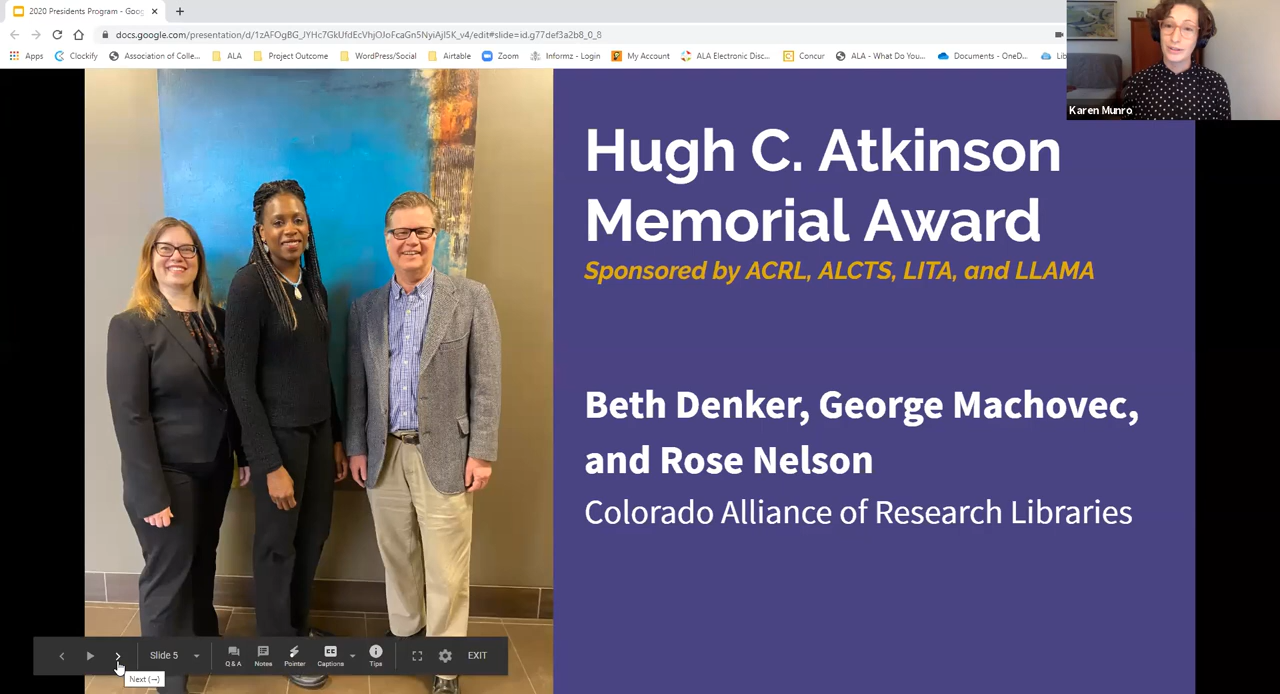 2020 Presidents Program - Goog
docs.google.com/presentation/d/1zAFOgBG_JYHc7GkUfdEcVhjOJoFcaGn5NyiAjI5K_v4/edit#slide=id.g77def3a2b8_0_8
Apps Clockify Association of Colle... ALA Project Outcome WordPress/Social Airtable Zoom Informz - Login My Account ALA Electronic Disc... Concur ALA - What Do You... Documents - OneD... Lib
Karen Munro
Hugh C. Atkinson
Memorial Award
Sponsored by ACRL, ALCTS, LITA, and LLAMA
Beth Denker, George Machovec,
and Rose Nelson
Colorado Alliance of Research Libraries
Slide 5 Q & A Notes Pointer Captions Tips EXIT
Next (→)